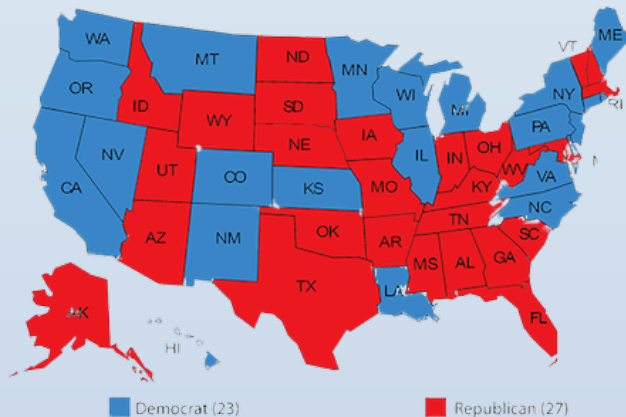 WA
ME
VT
MT
ND
MN
OR
ID
WI
MI
NY
RI
SD
WY
IA
PA
NE
NV
IL
IN
OH
UT
CO
WV
VA
CA
KS
MO
KY
NC
TN
AZ
NM
OK
AR
SC
MS
AL
GA
TX
LA
AK
FL
HI
Democrat (23)
Republican (27)